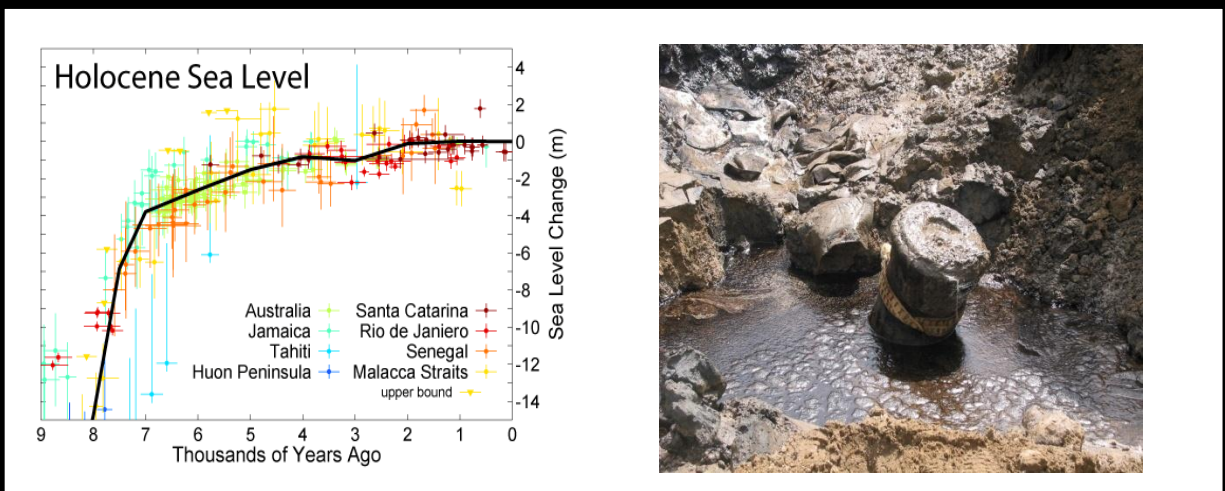 Holocene Sea Level
4
2
0
-2
-4
-6
-8
-10
-12
-14
Sea Level Change (m)
Australia
Jamaica
Tahiti
Huon Peninsula
Santa Catarina
Rio de Janiero
Senegal
Malacca Straits
upper bound
9 8 7 6 5 4 3 2 1 0
Thousands of Years Ago